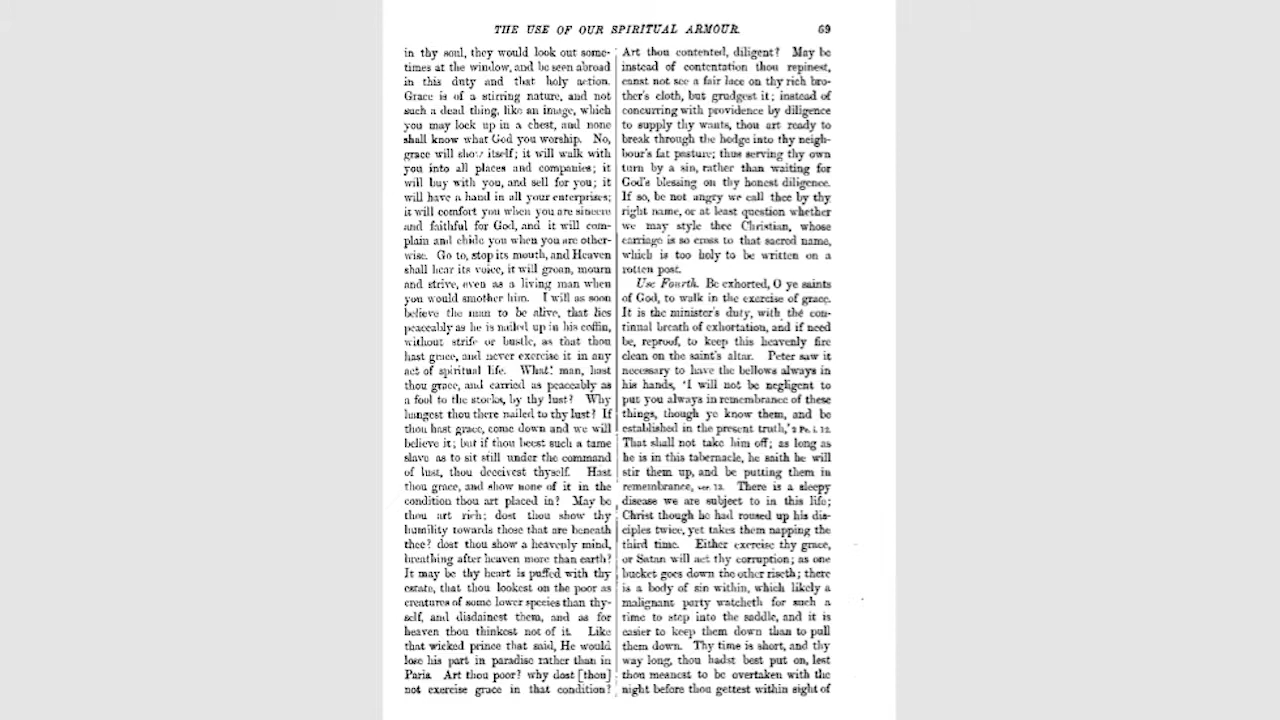 THE USE OF OUR SPIRITUAL ARMOUR. 69
in thy soul, they would look out some-
times at the window, and be seen abroad
in this duty and that holy action.
Grace is of a stirring nature, and not
such a dead thing, like an image, which
you may lock up in a chest, and none
shall know what God you worship. No,
grace will show itself; it will walk with
you into all places and companies; it
will buy with you, and sell for you; it
will have a hand in all your enterprises;
it will comfort you when you are sincere
and faithful for God, and it will com-
plain and chide you when you are other-
wise. Go to, stop its mouth, and Heaven
shall hear its voice, it will groan, mourn
and strive, even as a living man when
you would smother him. I will as soon
believe the man to be alive, that lies
peaceably as he is nailed up in his coffin,
without strife or bustle, as that thou
hast grace, and never exercise it in any
act of spiritual life. What! man, hast
thou grace, and carried as peaceably as
a fool to the stocks, by thy lust? Why
hangest thou there nailed to thy lust? If
thou hast grace, come down and we will
believe it; but if thou beest such a tame
slave as to sit still under the command
of lust, thou deceivest thyself. Hast
thou grace, and show none of it in the
condition thou art placed in? May be
thou art rich; dost thou show thy
humility towards those that are beneath
thee? dost thou show a heavenly mind,
breathing after heaven more than earth?
It may be thy heart is puffed with thy
estate, that thou lookest on the poor as
creatures of some lower species than thy-
self, and disdainest them, and as for
heaven thou thinkest not of it. Like
that wicked prince that said, He would
lose his part in paradise rather than in
Paris. Art thou poor? why dost [thou]
not exercise grace in that condition?
Art thou contented, diligent? May be
instead of contentation thou repinest,
canst not see a fair lace on thy rich bro-
ther's cloth, but grudgest it; instead of
concurring with providence by diligence
to supply thy wants, thou art ready to
break through the hedge into thy neigh-
bour's fat pasture; thus serving thy own
turn by a sin, rather than waiting for
God's blessing on thy honest diligence.
If so, be not angry we call thee by thy
right name, or at least question whether
we may style thee Christian, whose
carriage is so cross to that sacred name,
which is too holy to be written on a
rotten post.
Use Fourth. Be exhorted, O ye saints
of God, to walk in the exercise of grace.
It is the minister's duty, with the con-
tinual breath of exhortation, and if need
be, reproof, to keep this heavenly fire
clean on the saint's altar. Peter saw it
necessary to have the bellows always in
his hands, 'I will not be negligent to
put you always in remembrance of these
things, though ye know them, and be
established in the present truth,' 2 Pe. i. 12.
That shall not take him off; as long as
he is in this tabernacle, he saith he will
stir them up, and be putting them in
remembrance, ver. 13. There is a sleepy
disease we are subject to in this life;
Christ though he had roused up his dis-
ciples twice, yet takes them napping the
third time. Either exercise thy grace,
or Satan will act thy corruption; as one
bucket goes down the other riseth; there
is a body of sin within, which likely a
malignant party watcheth for such a
time to step into the saddle, and it is
easier to keep them down than to pull
them down. Thy time is short, and thy
way long, thou hadst best put on, lest
thou meanest to be overtaken with the
night before thou gettest within sight of